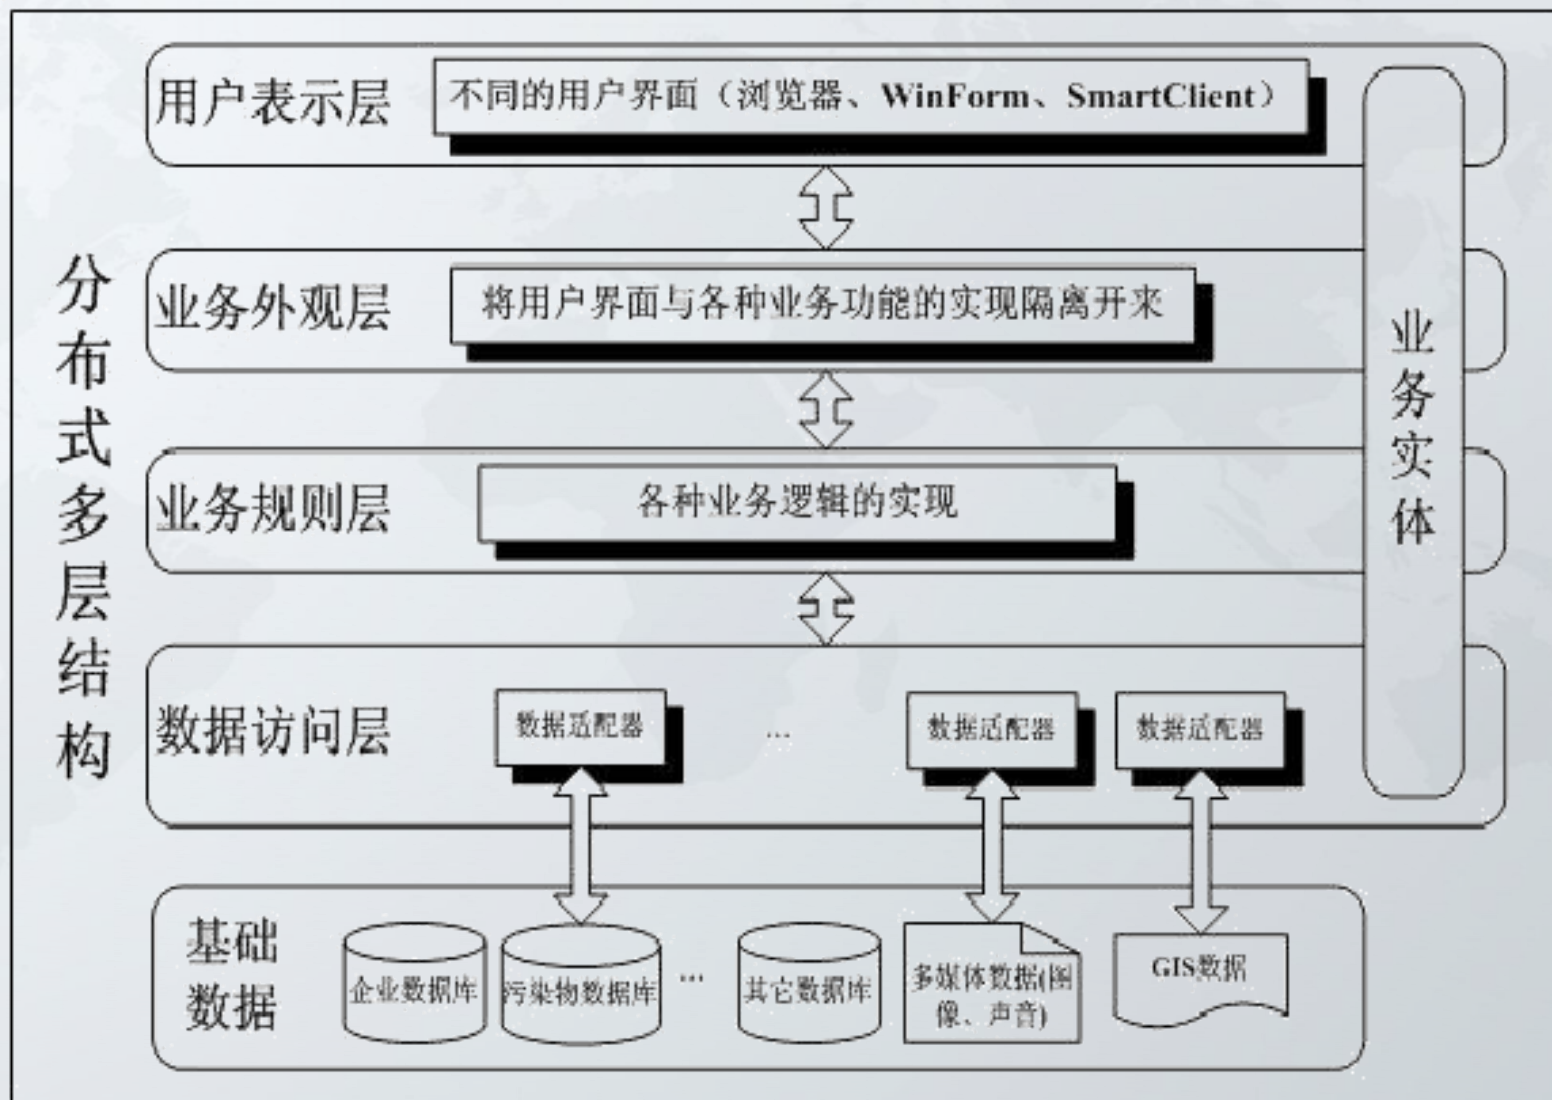 分布式多层结构
用户表示层
不同的用户界面（浏览器、WinForm、SmartClient）
业务外观层
将用户界面与各种业务功能的实现隔离开来
业务规则层
各种业务逻辑的实现
数据访问层
数据适配器
...
数据适配器
数据适配器
业务实体
基础
数据
企业数据库
污染物数据库
...
其它数据库
多媒体数据(图
像、声音)
GIS数据